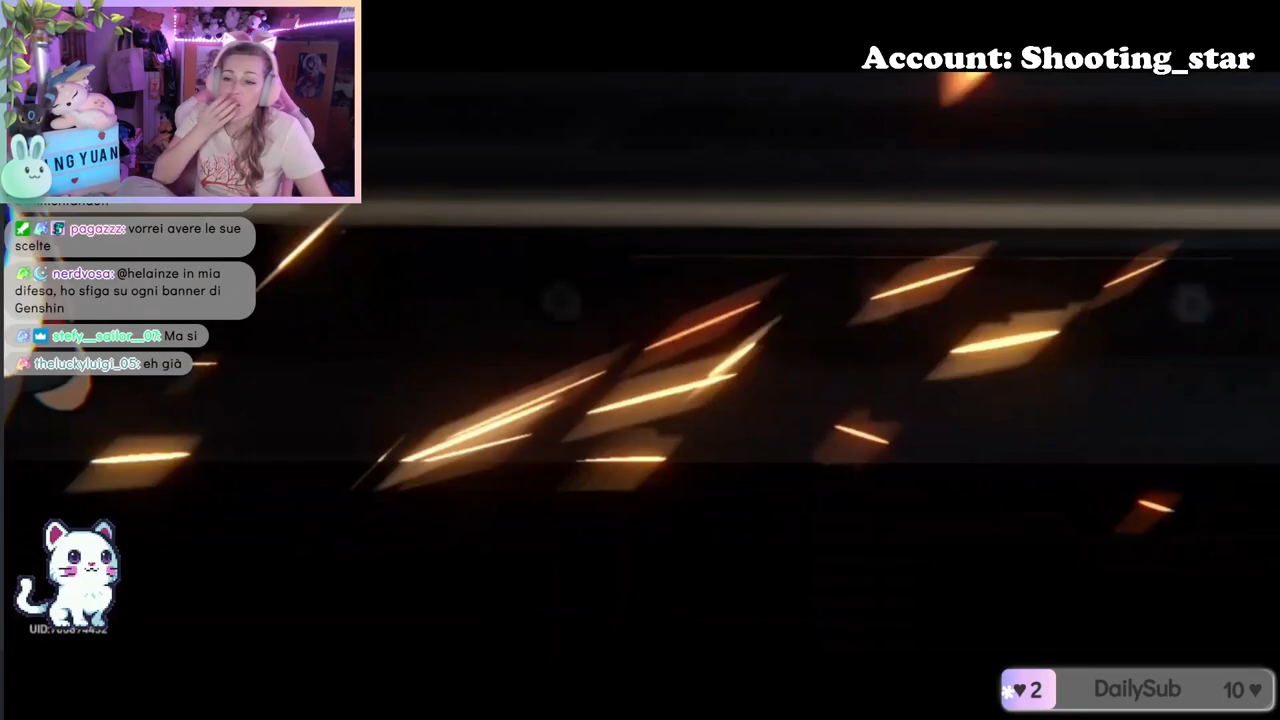 Account: Shooting_star
NG YUAN
pagazzz: vorrei avere le sue
scelte
nerdvosa: @helainze in mia
difesa, ho sfiga su ogni banner di
Genshin
stefy__sailor_07: Ma si
theluckyluigi_05: eh già
2 DailySub 10